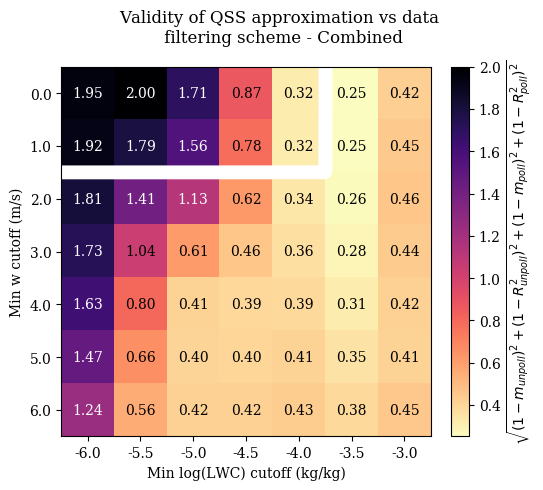 Validity of QSS approximation vs data
filtering scheme - Combined
Min w cutoff (m/s)
0.0 1.95 2.00 1.71 0.87 0.32 0.25 0.42
1.0 1.92 1.79 1.56 0.78 0.32 0.25 0.45
2.0 1.81 1.41 1.13 0.62 0.34 0.26 0.46
3.0 1.73 1.04 0.61 0.46 0.36 0.28 0.44
4.0 1.63 0.80 0.41 0.39 0.39 0.31 0.42
5.0 1.47 0.66 0.40 0.40 0.41 0.35 0.41
6.0 1.24 0.56 0.42 0.42 0.43 0.38 0.45
-6.0 -5.5 -5.0 -4.5 -4.0 -3.5 -3.0
Min log(LWC) cutoff (kg/kg)
2.0
1.8
1.6
1.4
1.2
1.0
0.8
0.6
0.4
√(1 − m_{unpoll})² + (1 − R²_{unpoll})² + (1 − m_{poll})² + (1 − R²_{poll})²